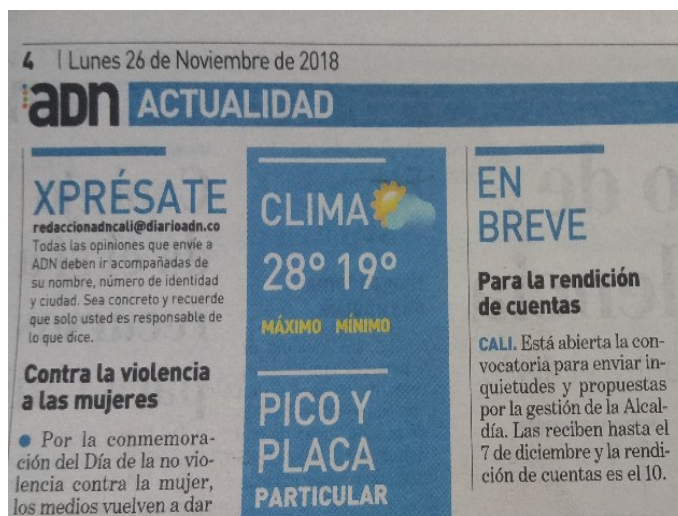 4 | Lunes 26 de Noviembre de 2018
aDn ACTUALIDAD
XPRÉSATE
redaccionadncali@diarioadn.co
Todas las opiniones que envíe a
ADN deben ir acompañadas de
su nombre, número de identidad
y ciudad. Sea concreto y recuerde
que solo usted es responsable de
lo que dice.
Contra la violencia
a las mujeres
● Por la conmemora-
ción del Día de la no vio-
lencia contra la mujer,
los medios vuelven a dar
CLIMA
28° 19°
MÁXIMO MÍNIMO
PICO Y
PLACA
PARTICULAR
EN
BREVE
Para la rendición
de cuentas
CALI. Está abierta la con-
vocatoria para enviar in-
quietudes y propuestas
por la gestión de la Alcal-
día. Las reciben hasta el
7 de diciembre y la rendi-
ción de cuentas es el 10.